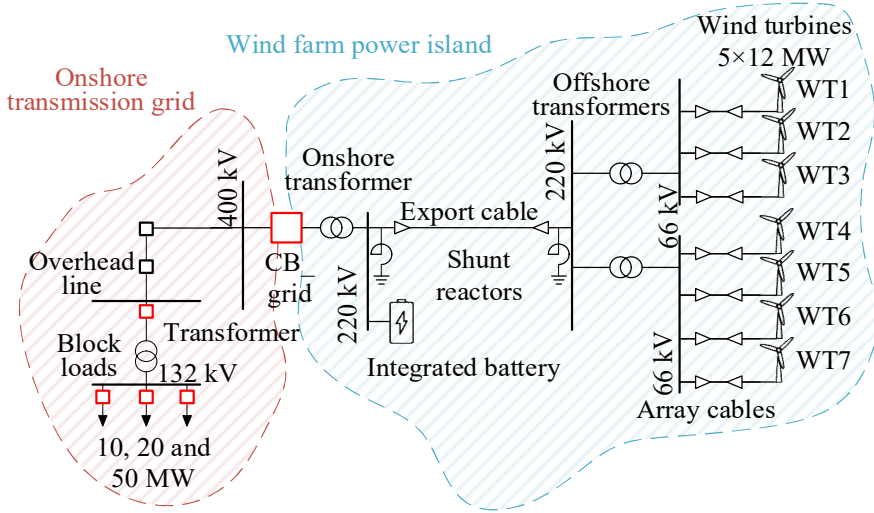 Wind turbines
5×12 MW
Wind farm power island
Onshore
transmission grid
Offshore
transformers
WT1
WT2
WT3
WT4
WT5
WT6
WT7
Onshore
transformer
400 kV
220 kV
220 kV
66 kV
66 kV
Export cable
CB_
grid
Shunt
reactors
Overhead
line
Transformer
Block
loads
132 kV
Integrated battery
Array cables
10, 20 and
50 MW